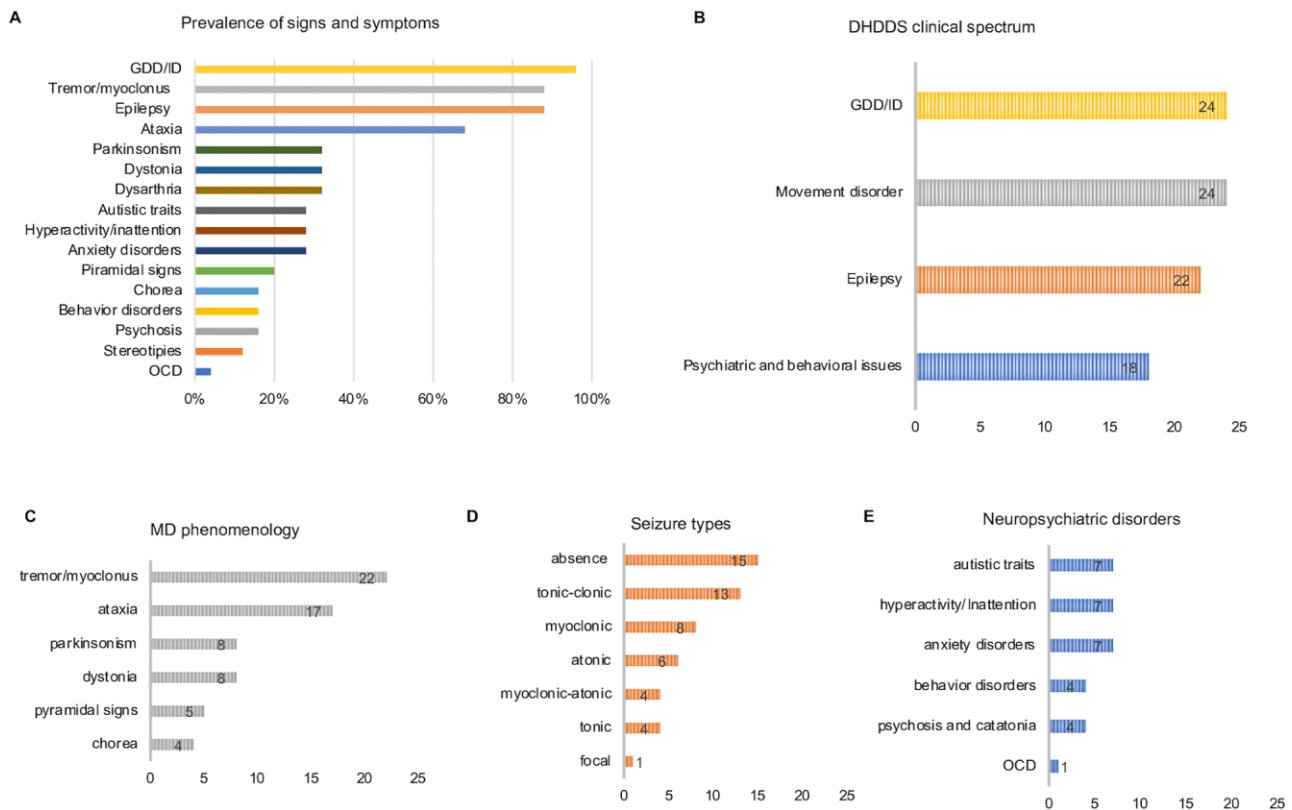 A
Prevalence of signs and symptoms
GDD/ID
Tremor/myoclonus
Epilepsy
Ataxia
Parkinsonism
Dystonia
Dysarthria
Autistic traits
Hyperactivity/inattention
Anxiety disorders
Piramidal signs
Chorea
Behavior disorders
Psychosis
Stereotipies
OCD
0% 20% 40% 60% 80% 100%
B
DHDDS clinical spectrum
GDD/ID 24
Movement disorder 24
Epilepsy 22
Psychiatric and behavioral issues 18
0 5 10 15 20 25
C
MD phenomenology
tremor/myoclonus 22
ataxia 17
parkinsonism 8
dystonia 8
pyramidal signs 5
chorea 4
0 5 10 15 20 25
D
Seizure types
absence 15
tonic-clonic 13
myoclonic 8
atonic 6
myoclonic-atonic 4
tonic 4
focal 1
0 5 10 15 20 25
E
Neuropsychiatric disorders
autistic traits 7
hyperactivity/Inattention 7
anxiety disorders 7
behavior disorders 4
psychosis and catatonia 4
OCD 1
0 5 10 15 20 25